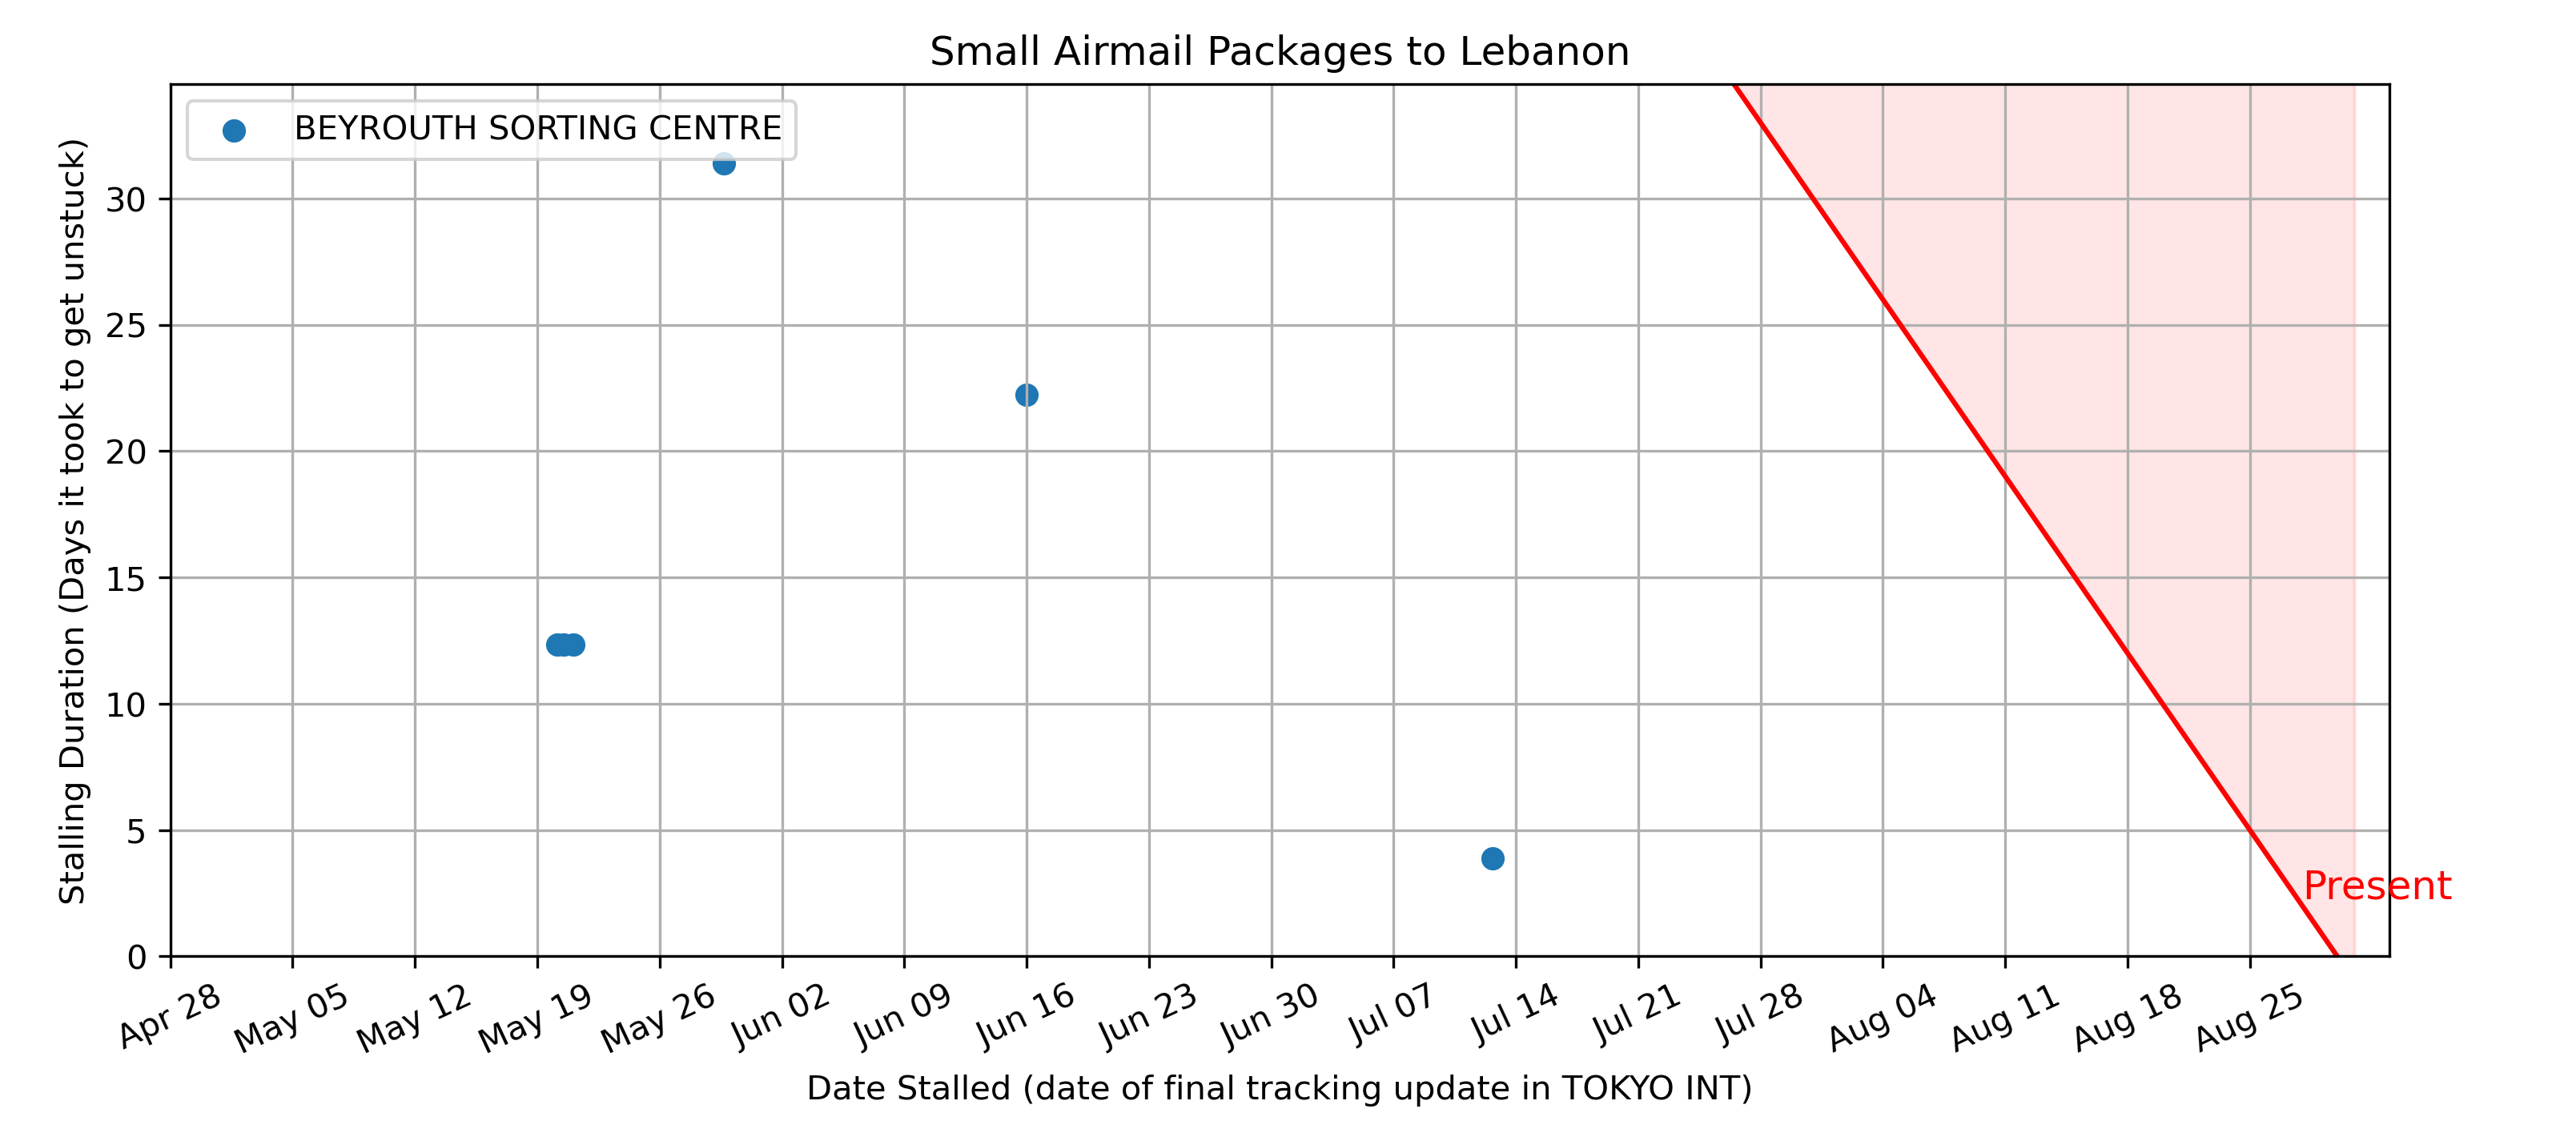 Small Airmail Packages to Lebanon
BEYROUTH SORTING CENTRE
Stalling Duration (Days it took to get unstuck)
30
25
20
15
10
5
0
Present
Apr 28
May 05
May 12
May 19
May 26
Jun 02
Jun 09
Jun 16
Jun 23
Jun 30
Jul 07
Jul 14
Jul 21
Jul 28
Aug 04
Aug 11
Aug 18
Aug 25
Date Stalled (date of final tracking update in TOKYO INT)